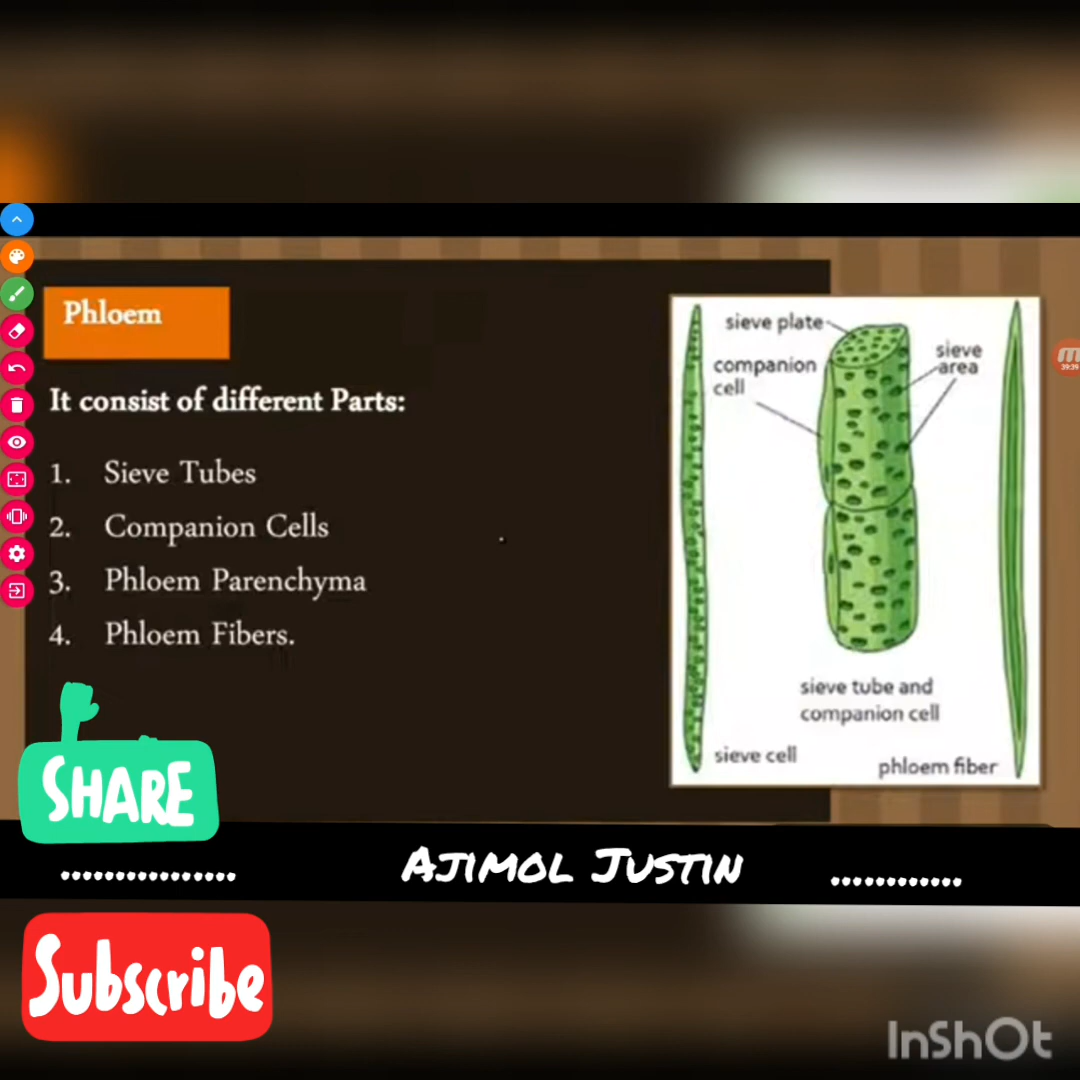 Phloem
It consist of different Parts:
1. Sieve Tubes
2. Companion Cells
3. Phloem Parenchyma
4. Phloem Fibers.
sieve plate
companion
cell
sieve
area
sieve tube and
companion cell
sieve cell
phloem fiber
39:39
SHARE
................ AJIMOL JUSTIN ............
Subscribe
InShOt